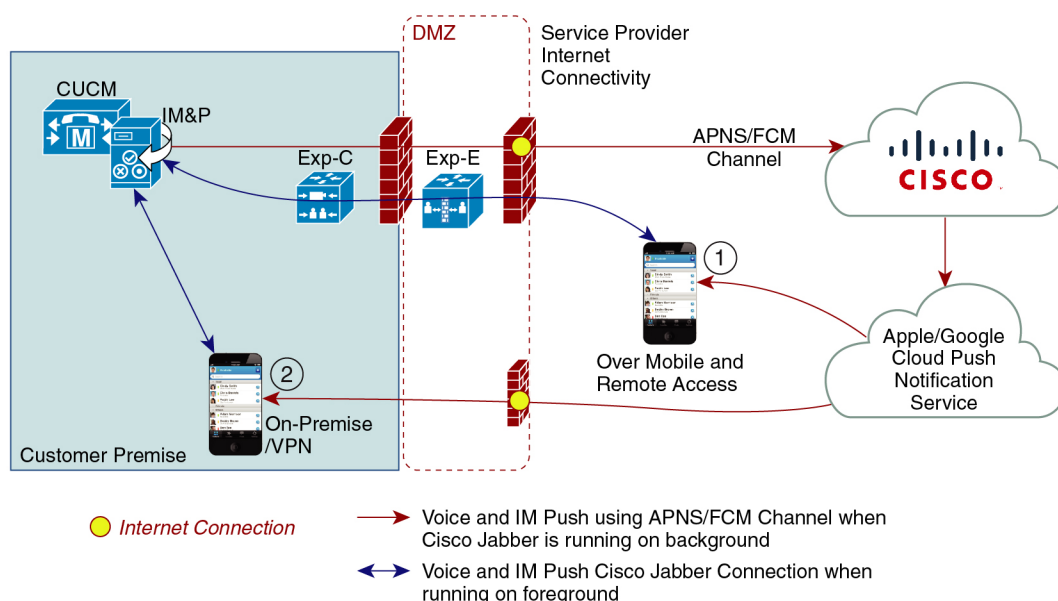 DMZ
Service Provider
Internet
Connectivity
CUCM
IM&P
M
Exp-C
Exp-E
APNS/FCM
Channel
CISCO
1
Over Mobile and
Remote Access
Apple/Google
Cloud Push
Notification
Service
2
On-Premise
/VPN
Customer Premise
Internet Connection
Voice and IM Push using APNS/FCM Channel when
Cisco Jabber is running on background
Voice and IM Push Cisco Jabber Connection when
running on foreground